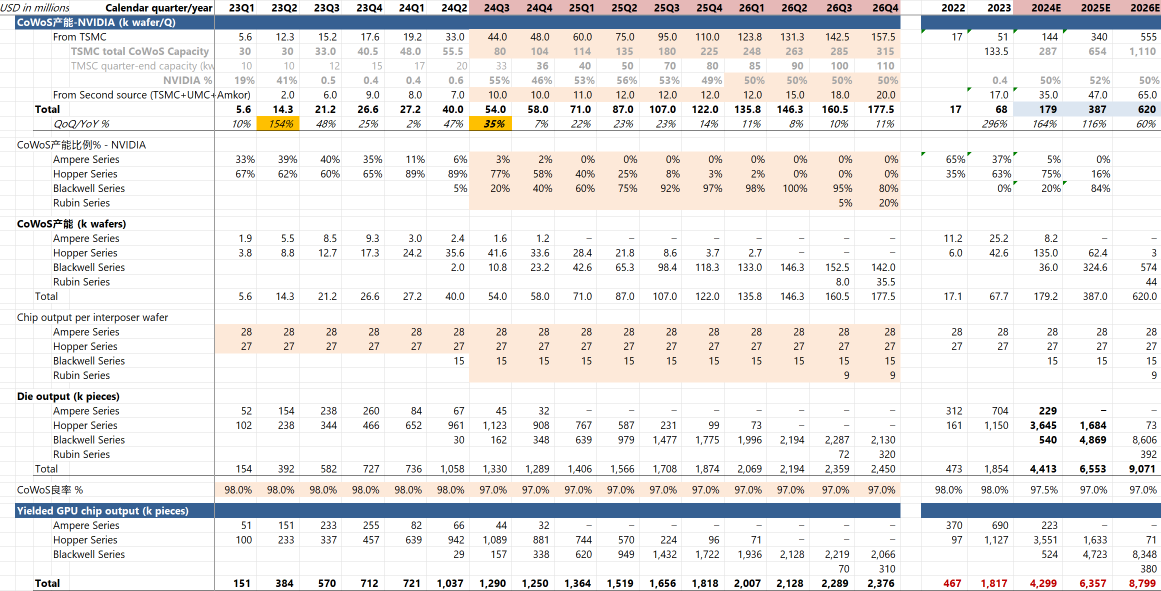 USD in millions Calendar quarter/year 23Q1 23Q2 23Q3 23Q4 24Q1 24Q2 24Q3 24Q4 25Q1 25Q2 25Q3 25Q4 26Q1 26Q2 26Q3 26Q4 2022 2023 2024E 2025E 2026E
CoWoS产能-NVIDIA (k wafer/Q)
From TSMC 5.6 12.3 15.2 17.6 19.2 33.0 44.0 48.0 60.0 75.0 95.0 110.0 123.8 131.3 142.5 157.5 17 51 144 340 555
TSMC total CoWoS Capacity 30 30 33.0 40.5 48.0 55.5 80 104 114 135 180 225 248 263 285 315 133.5 287 654 1,110
TMSC quarter-end capacity (kw 10 10 12 15 17 20 33 36 40 50 70 80 85 90 100 110
NVIDIA % 19% 41% 0.5 0.4 0.4 0.6 55% 46% 53% 56% 53% 49% 50% 50% 50% 50% 0.4 50% 52% 50%
From Second source (TSMC+UMC+Amkor) 2.0 6.0 9.0 8.0 7.0 10.0 10.0 11.0 12.0 12.0 12.0 12.0 15.0 18.0 20.0 17.0 35.0 47.0 65.0
Total 5.6 14.3 21.2 26.6 27.2 40.0 54.0 58.0 71.0 87.0 107.0 122.0 135.8 146.3 160.5 177.5 17 68 179 387 620
QoQ/YoY % 10% 154% 48% 25% 2% 47% 35% 7% 22% 23% 23% 14% 11% 8% 10% 11% 296% 164% 116% 60%
CoWoS产能比例% - NVIDIA
Ampere Series 33% 39% 40% 35% 11% 6% 3% 2% 0% 0% 0% 0% 0% 0% 0% 0% 65% 37% 5% 0%
Hopper Series 67% 62% 60% 65% 89% 89% 77% 58% 40% 25% 8% 3% 2% 0% 0% 0% 35% 63% 75% 16%
Blackwell Series 5% 20% 40% 60% 75% 92% 97% 98% 100% 95% 80% 0% 20% 84%
Rubin Series 5% 20%
CoWoS产能 (k wafers)
Ampere Series 1.9 5.5 8.5 9.3 3.0 2.4 1.6 1.2 – – – – – – – – 11.2 25.2 8.2 – –
Hopper Series 3.8 8.8 12.7 17.3 24.2 35.6 41.6 33.6 28.4 21.8 8.6 3.7 2.7 – – – 6.0 42.6 135.0 62.4 3
Blackwell Series 2.0 10.8 23.2 42.6 65.3 98.4 118.3 133.0 146.3 152.5 142.0 36.0 324.6 574
Rubin Series 8.0 35.5 44
Total 5.6 14.3 21.2 26.6 27.2 40.0 54.0 58.0 71.0 87.0 107.0 122.0 135.8 146.3 160.5 177.5 17.1 67.7 179.2 387.0 620.0
Chip output per interposer wafer
Ampere Series 28 28 28 28 28 28 28 28 28 28 28 28 28 28 28 28 28 28 28 28 28
Hopper Series 27 27 27 27 27 27 27 27 27 27 27 27 27 27 27 27 27 27 27 27 27
Blackwell Series 15 15 15 15 15 15 15 15 15 15 15 15 15 15
Rubin Series 9 9 9
Die output (k pieces)
Ampere Series 52 154 238 260 84 67 45 32 – – – – – – – – 312 704 229 – –
Hopper Series 102 238 344 466 652 961 1,123 908 767 587 231 99 73 – – – 161 1,150 3,645 1,684 73
Blackwell Series 30 162 348 639 979 1,477 1,775 1,996 2,194 2,287 2,130 540 4,869 8,606
Rubin Series 72 320 392
Total 154 392 582 727 736 1,058 1,330 1,289 1,406 1,566 1,708 1,874 2,069 2,194 2,359 2,450 473 1,854 4,413 6,553 9,071
CoWoS良率 % 98.0% 98.0% 98.0% 98.0% 98.0% 98.0% 97.0% 97.0% 97.0% 97.0% 97.0% 97.0% 97.0% 97.0% 97.0% 97.0% 98.0% 98.0% 97.5% 97.0% 97.0%
Yielded GPU chip output (k pieces)
Ampere Series 51 151 233 255 82 66 44 32 – – – – – – – – 370 690 223 – –
Hopper Series 100 233 337 457 639 942 1,089 881 744 570 224 96 71 – – – 97 1,127 3,551 1,633 71
Blackwell Series 29 157 338 620 949 1,432 1,722 1,936 2,128 2,219 2,066 524 4,723 8,348
70 310 380
Total 151 384 570 712 721 1,037 1,290 1,250 1,364 1,519 1,656 1,818 2,007 2,128 2,289 2,376 467 1,817 4,299 6,357 8,799